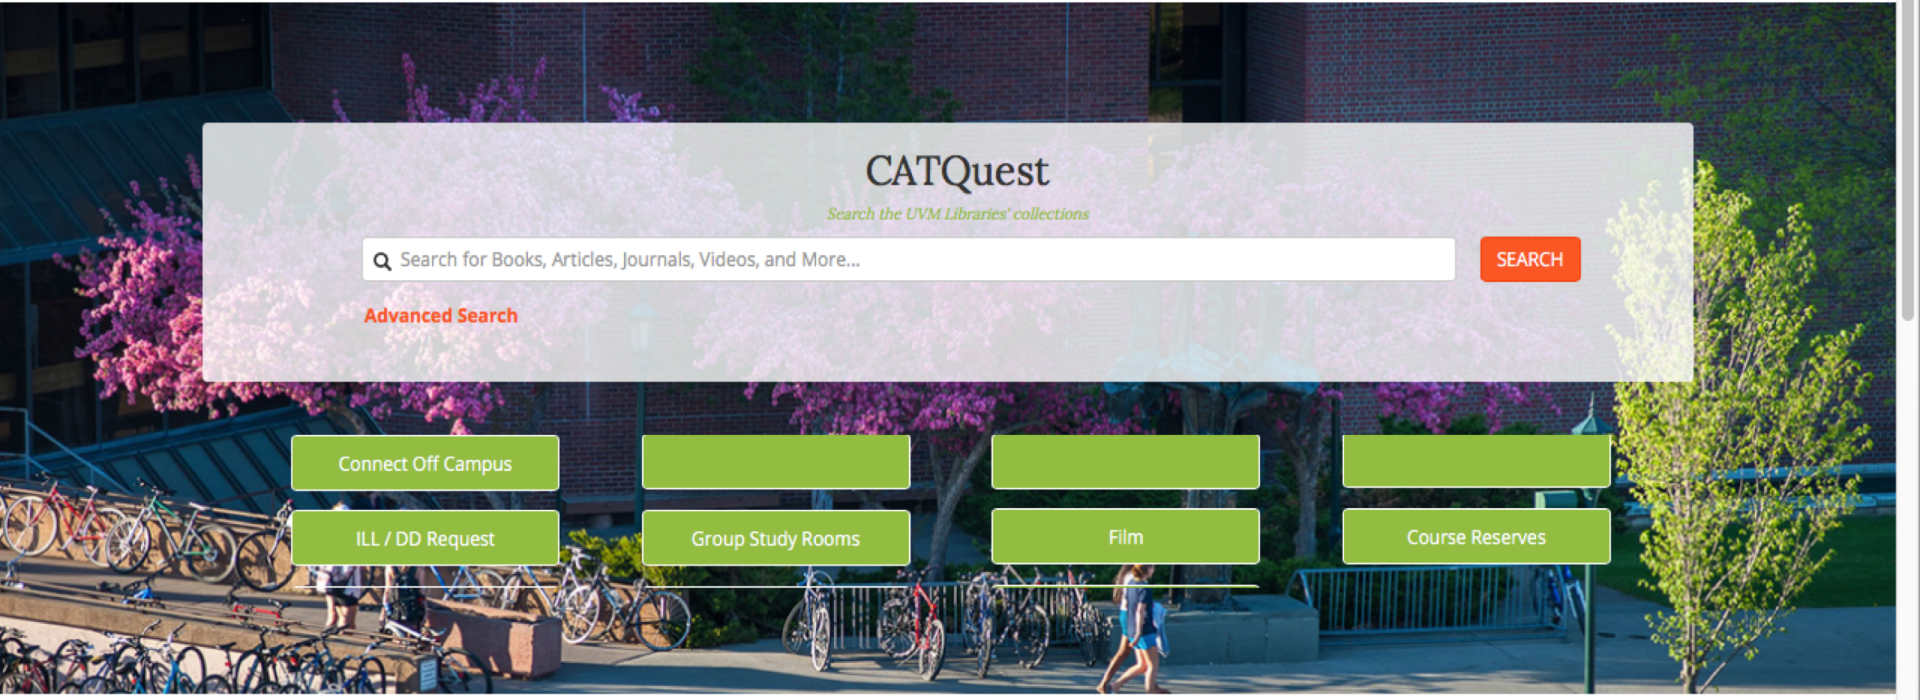 CATQuest
Search the UVM Libraries' collections
Search for Books, Articles, Journals, Videos, and More...
SEARCH
Advanced Search
Connect Off Campus
ILL / DD Request
Group Study Rooms
Film
Course Reserves